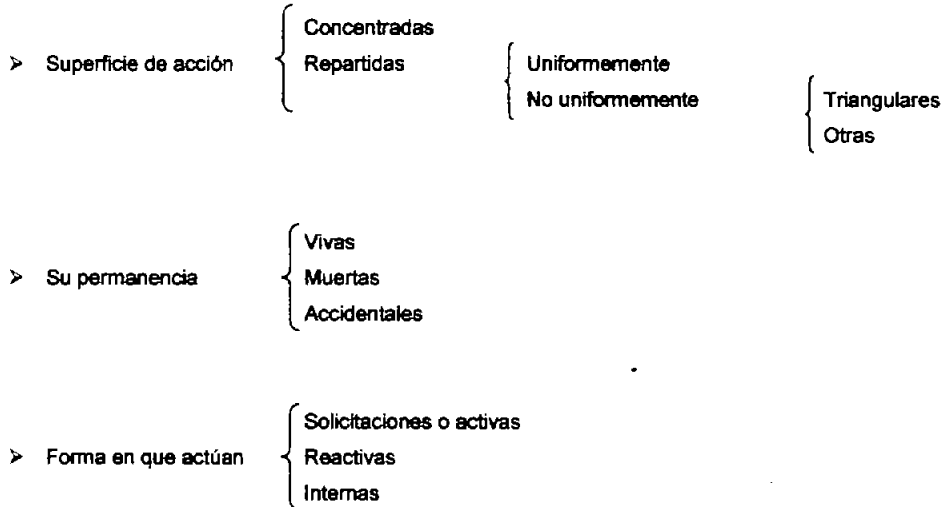 Concentradas
➢ Superficie de acción Repartidas Uniformemente
No uniformemente Triangulares
Otras
Vivas
➢ Su permanencia Muertas
Accidentales
Solicitaciones o activas
➢ Forma en que actúan Reactivas
Internas